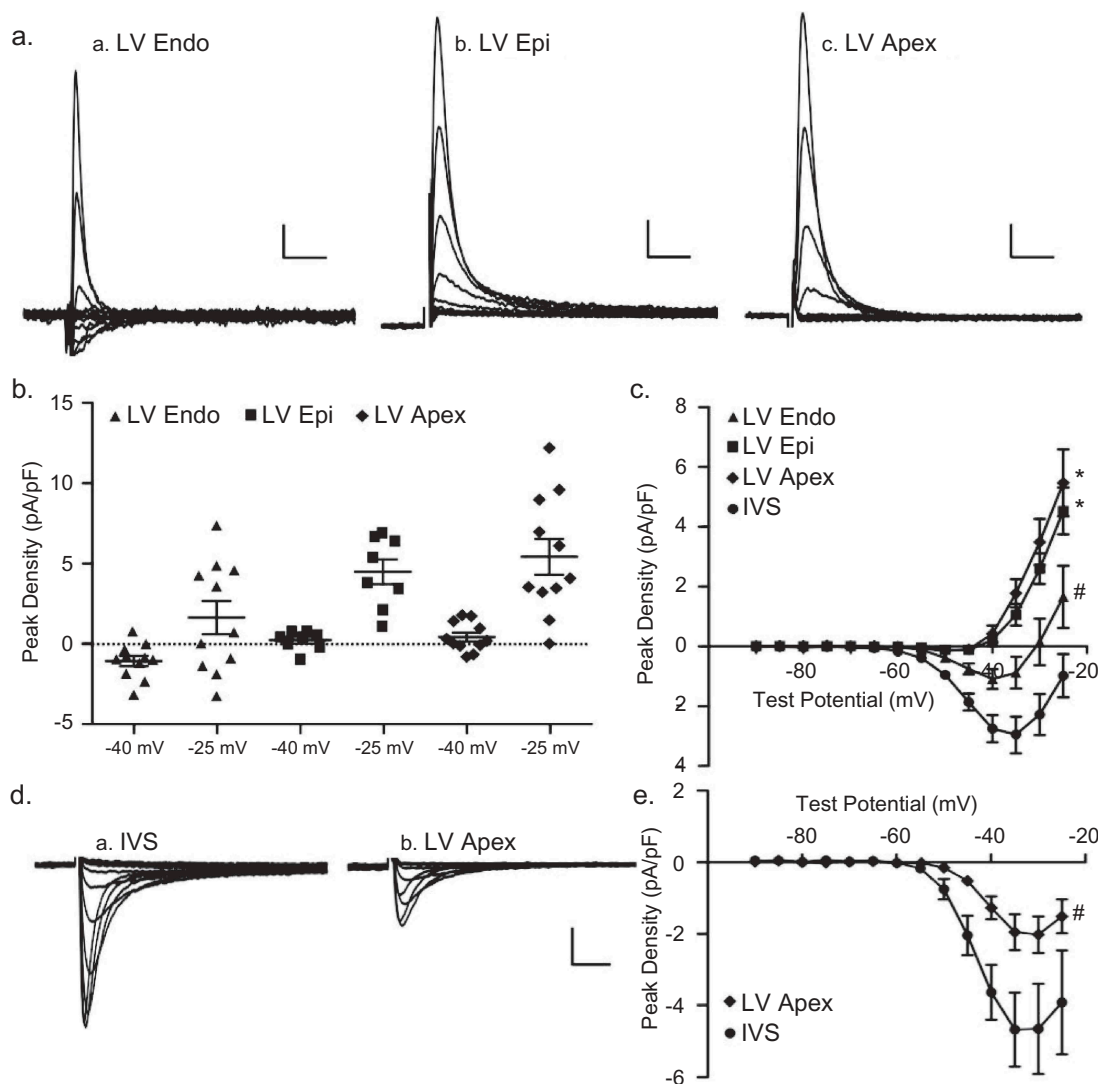 a.
a. LV Endo
b. LV Epi
c. LV Apex
b.
LV Endo LV Epi LV Apex
Peak Density (pA/pF)
15
10
5
0
-5
-40 mV -25 mV -40 mV -25 mV -40 mV -25 mV
c.
LV Endo
LV Epi
LV Apex
IVS
Peak Density (pA/pF)
8
6
4
2
0
2
4
-80 -60 -40 -20
Test Potential (mV)
*
*
#
d.
a. IVS
b. LV Apex
e.
Test Potential (mV)
-80 -60 -40 -20
Peak Density (pA/pF)
2
0
-2
-4
-6
#
LV Apex
IVS